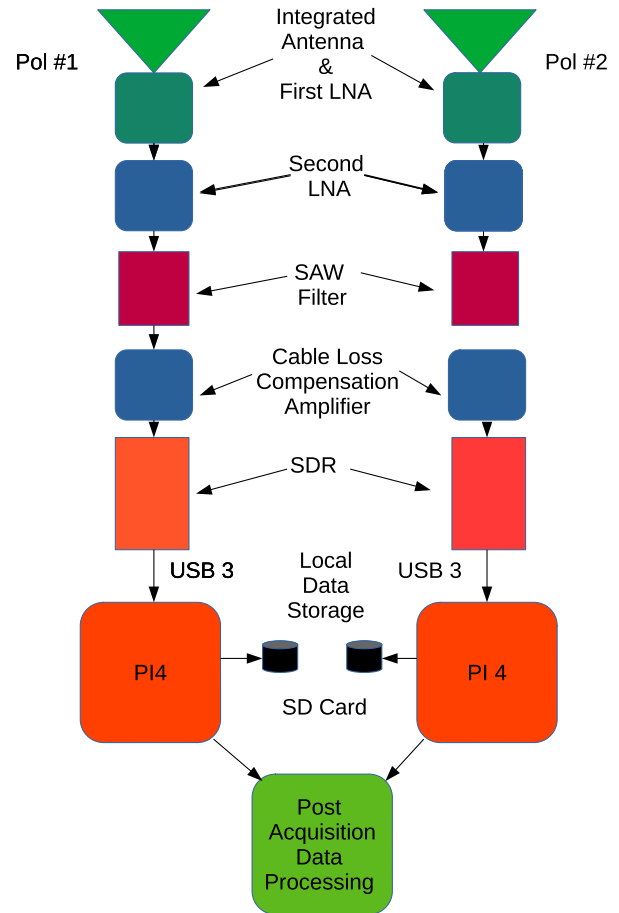 Integrated
Antenna
&
First LNA
Pol #1
Pol #2
Second
LNA
SAW
Filter
Cable Loss
Compensation
Amplifier
SDR
USB 3
USB 3
Local
Data
Storage
PI4
PI 4
SD Card
Post
Acquisition
Data
Processing